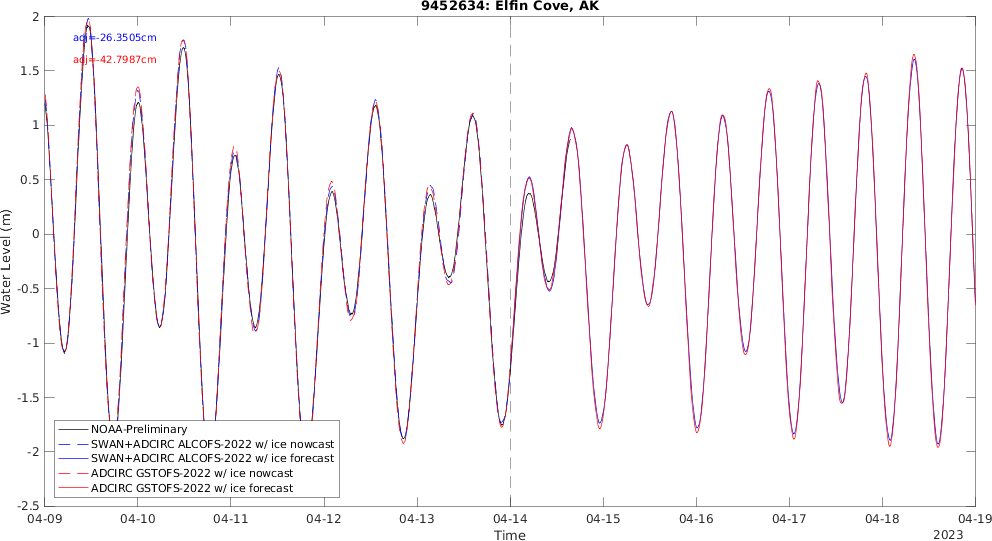 9452634: Elfin Cove, AK
adj=-26.3505cm
adj=-42.7987cm
Water Level (m)
2
1.5
1
0.5
0
-0.5
-1
-1.5
-2
-2.5
NOAA-Preliminary
SWAN+ADCIRC ALCOFS-2022 w/ ice nowcast
SWAN+ADCIRC ALCOFS-2022 w/ ice forecast
ADCIRC GSTOFS-2022 w/ ice nowcast
ADCIRC GSTOFS-2022 w/ ice forecast
04-09 04-10 04-11 04-12 04-13 04-14 04-15 04-16 04-17 04-18 04-19
Time
2023